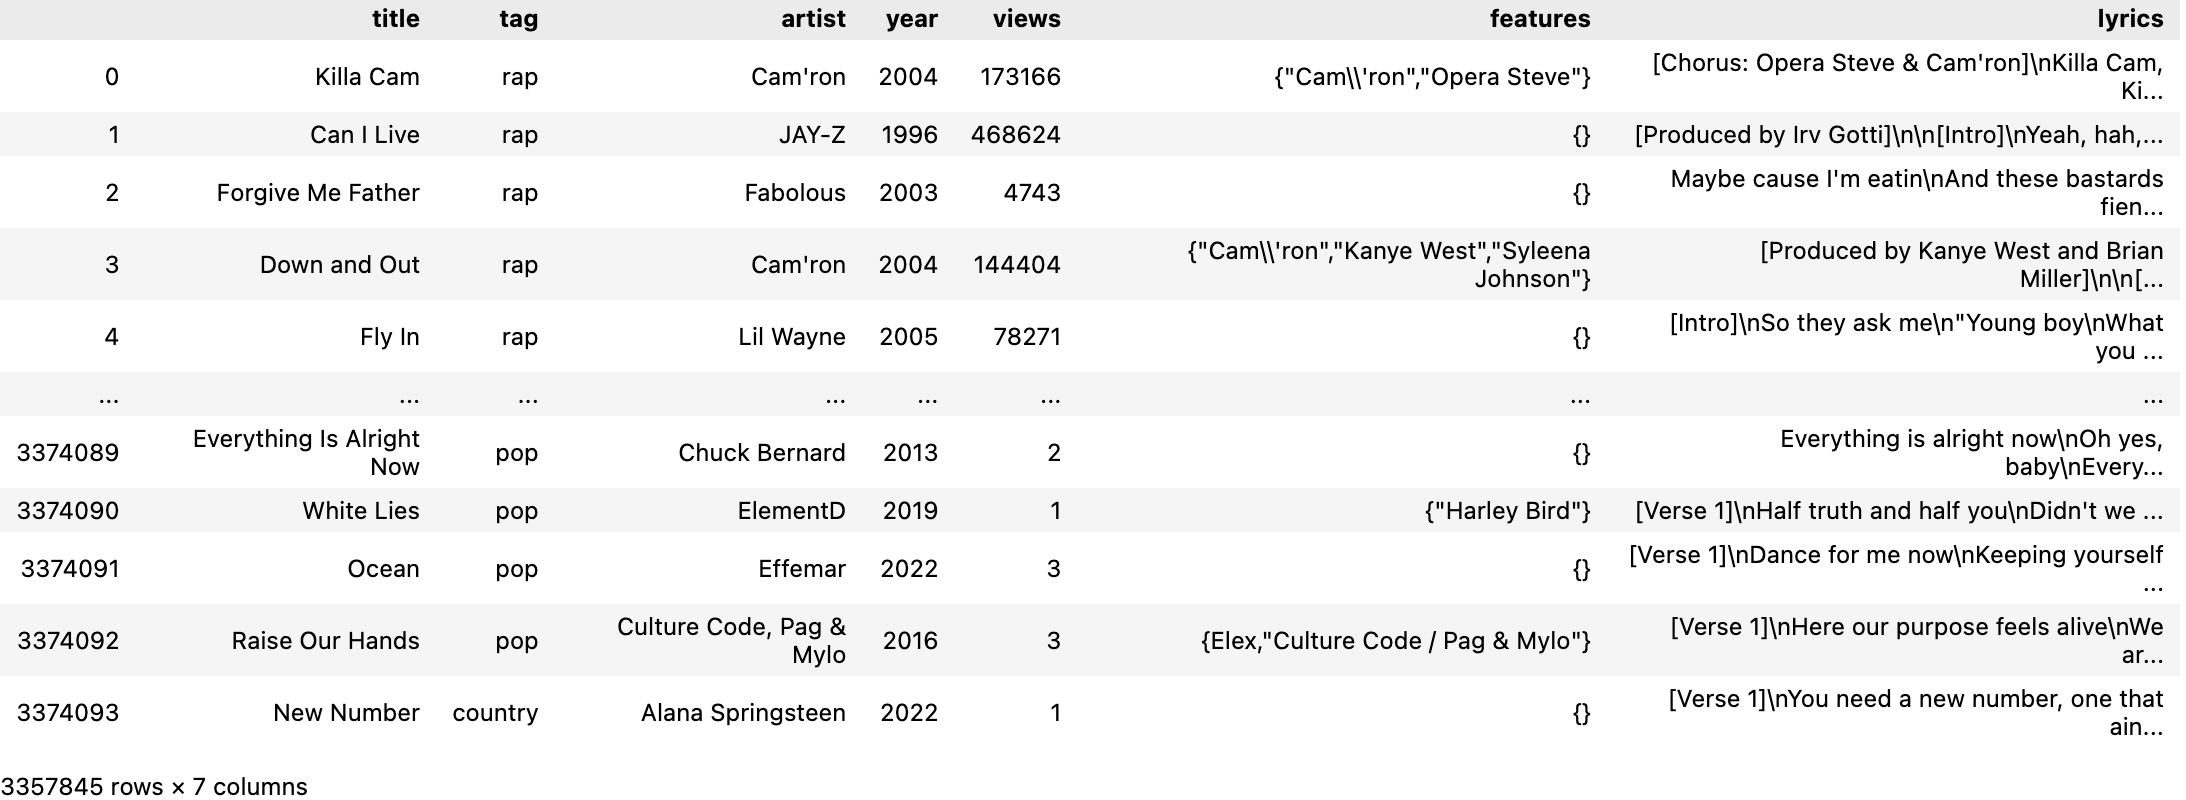 title tag artist year views features lyrics
0 Killa Cam rap Cam'ron 2004 173166 {"Cam\\'ron","Opera Steve"} [Chorus: Opera Steve & Cam'ron]\nKilla Cam,
Ki...
1 Can I Live rap JAY-Z 1996 468624 {} [Produced by Irv Gotti]\n\n[Intro]\nYeah, hah,...
2 Forgive Me Father rap Fabolous 2003 4743 {} Maybe cause I'm eatin\nAnd these bastards
fien...
3 Down and Out rap Cam'ron 2004 144404 {"Cam\\'ron","Kanye West","Syleena
Johnson"} [Produced by Kanye West and Brian
Miller]\n\n[...
4 Fly In rap Lil Wayne 2005 78271 {} [Intro]\nSo they ask me\n"Young boy\nWhat
you ...
... ... ... ... ... ... ... ...
3374089 Everything Is Alright
Now pop Chuck Bernard 2013 2 {} Everything is alright now\nOh yes,
baby\nEvery...
3374090 White Lies pop ElementD 2019 1 {"Harley Bird"} [Verse 1]\nHalf truth and half you\nDidn't we ...
3374091 Ocean pop Effemar 2022 3 {} [Verse 1]\nDance for me now\nKeeping yourself
...
3374092 Raise Our Hands pop Culture Code, Pag &
Mylo 2016 3 {Elex,"Culture Code / Pag & Mylo"} [Verse 1]\nHere our purpose feels alive\nWe
ar...
3374093 New Number country Alana Springsteen 2022 1 {} [Verse 1]\nYou need a new number, one that
ain...
3357845 rows × 7 columns